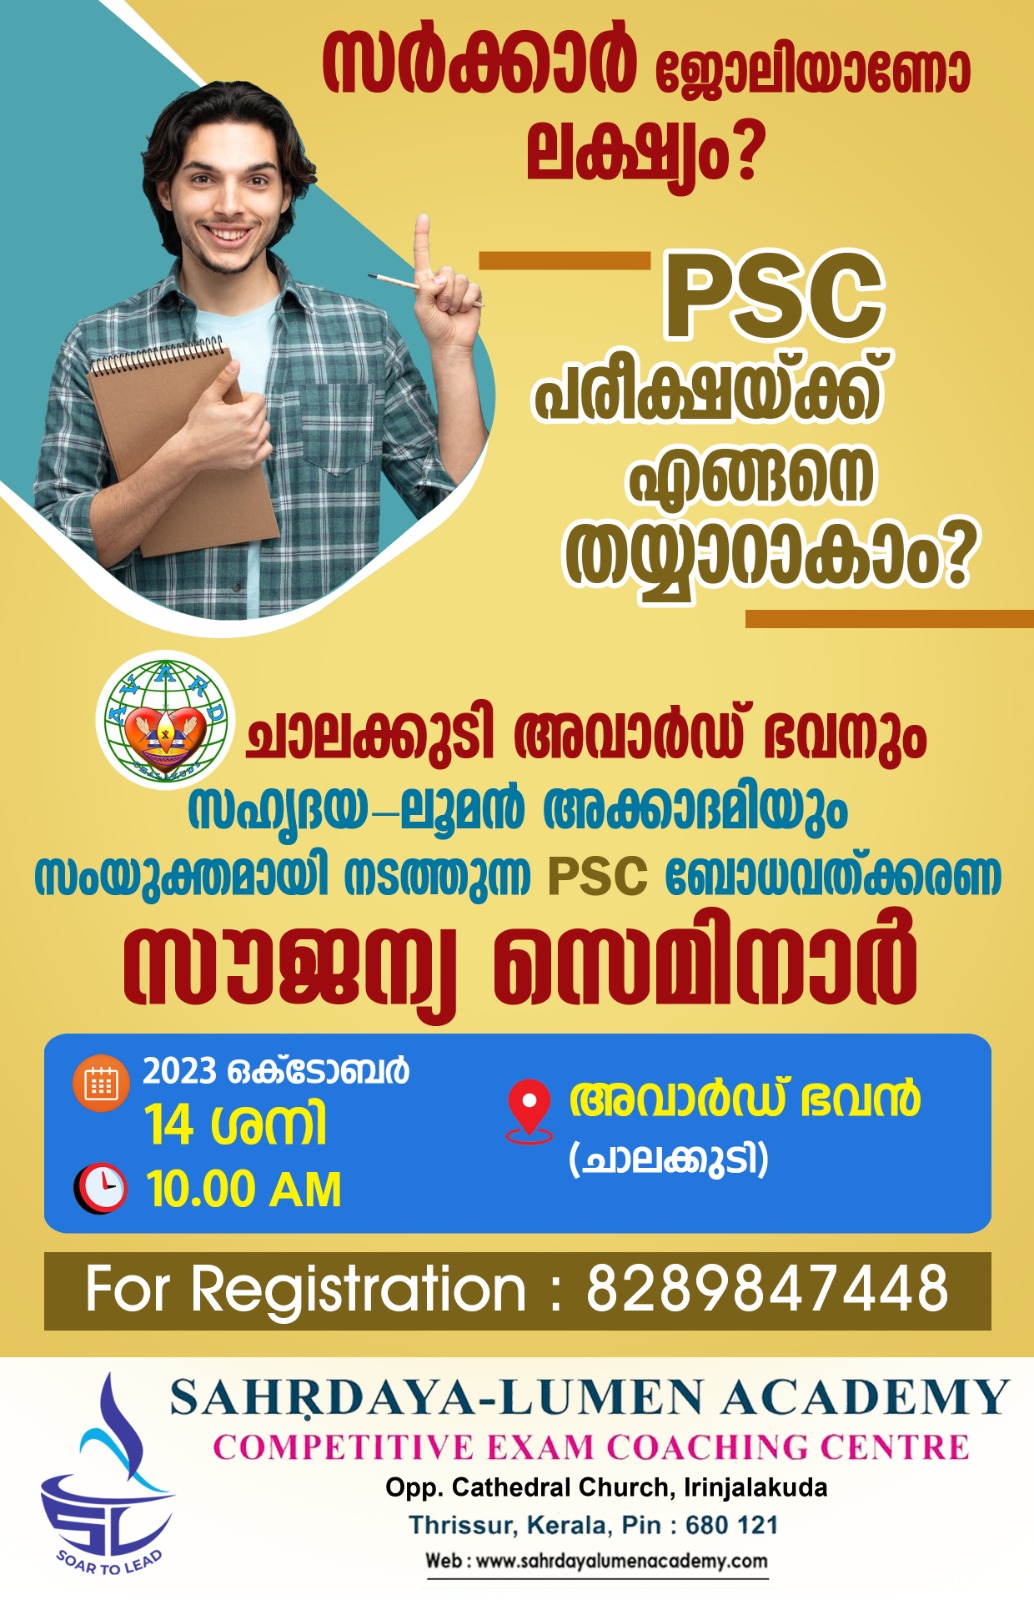 സർക്കാർ ജോലിയാണോ
ലക്ഷ്യം?
PSC
പരീക്ഷയ്ക്ക്
എങ്ങനെ
തയ്യാറാകാം?
AVARD
ചാലക്കുടി അവാർഡ് ഭവനും
സഹൃദയ-ലൂമൻ അക്കാദമിയും
സംയുക്തമായി നടത്തുന്ന PSC ബോധവത്ക്കരണ
സൗജന്യ സെമിനാർ
2023 ഒക്ടോബർ
14 ശനി
10.00 AM
അവാർഡ് ഭവൻ
(ചാലക്കുടി)
For Registration : 8289847448
SAHṚDAYA-LUMEN ACADEMY
COMPETITIVE EXAM COACHING CENTRE
Opp. Cathedral Church, Irinjalakuda
Thrissur, Kerala, Pin : 680 121
Web : www.sahrdayalumenacademy.com
SL
SOAR TO LEAD